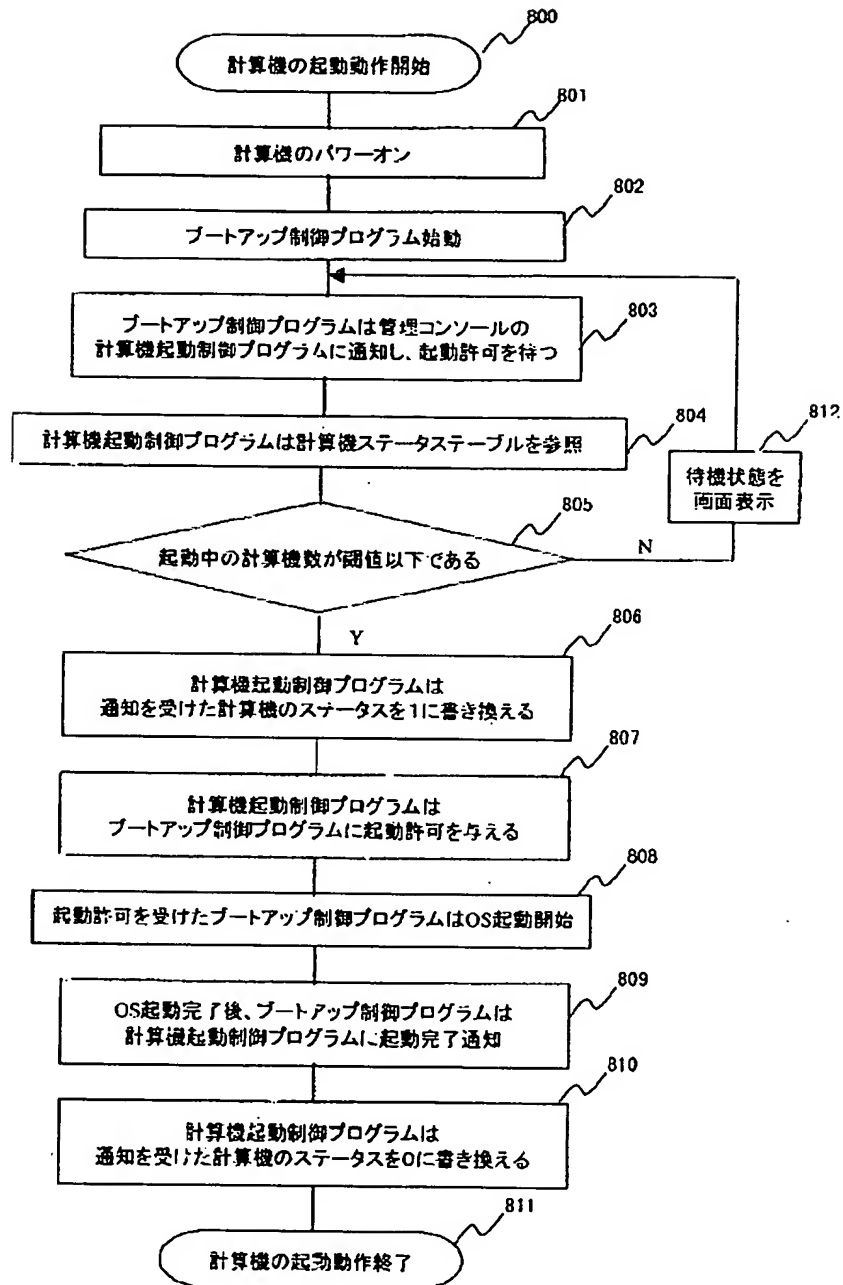 800
計算機の起動動作開始
801
計算機のパワーオン
802
ブートアップ制御プログラム始動
803
ブートアップ制御プログラムは管理コンソールの
計算機起動制御プログラムに通知し、起動許可を待つ
804
計算機起動制御プログラムは計算機ステータステーブルを参照
812
待機状態を
画面表示
805
起動中の計算機数が閾値以下である
N
Y
806
計算機起動制御プログラムは
通知を受けた計算機のステータスを1に書き換える
807
計算機起動制御プログラムは
ブートアップ制御プログラムに起動許可を与える
808
起動許可を受けたブートアップ制御プログラムはOS起動開始
809
OS起動完了後、ブートアップ制御プログラムは
計算機起動制御プログラムに起動完了通知
810
計算機起動制御プログラムは
通知を受けた計算機のステータスを0に書き換える
811
計算機の起動動作終了